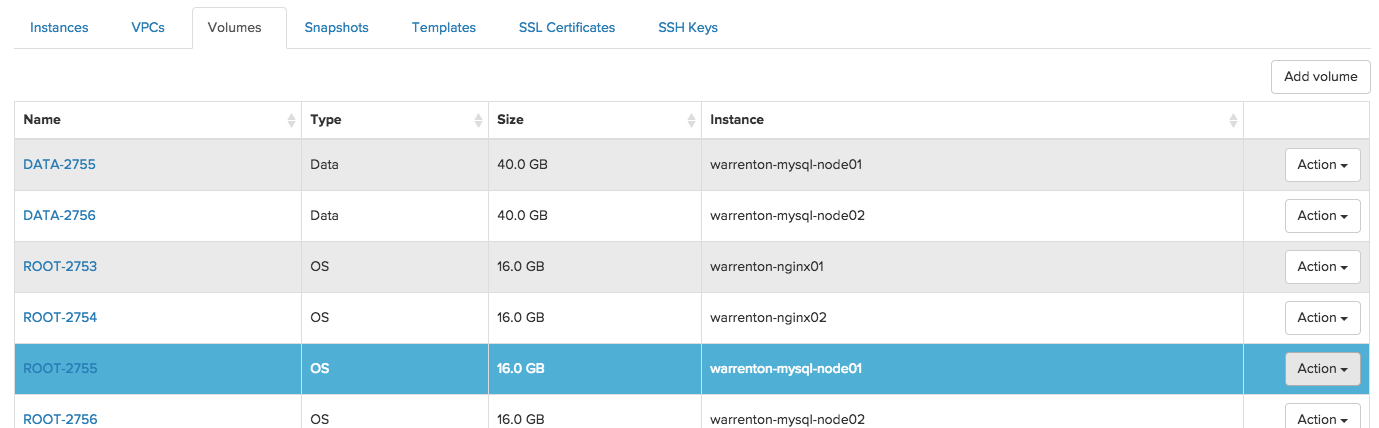 Instances VPCs Volumes Snapshots Templates SSL Certificates SSH Keys
Add volume
Name Type Size Instance
DATA-2755 Data 40.0 GB warrenton-mysql-node01 Action
DATA-2756 Data 40.0 GB warrenton-mysql-node02 Action
ROOT-2753 OS 16.0 GB warrenton-nginx01 Action
ROOT-2754 OS 16.0 GB warrenton-nginx02 Action
ROOT-2755 OS 16.0 GB warrenton-mysql-node01 Action
ROOT-2756 OS 16.0 GB warrenton-mysql-node02 Action